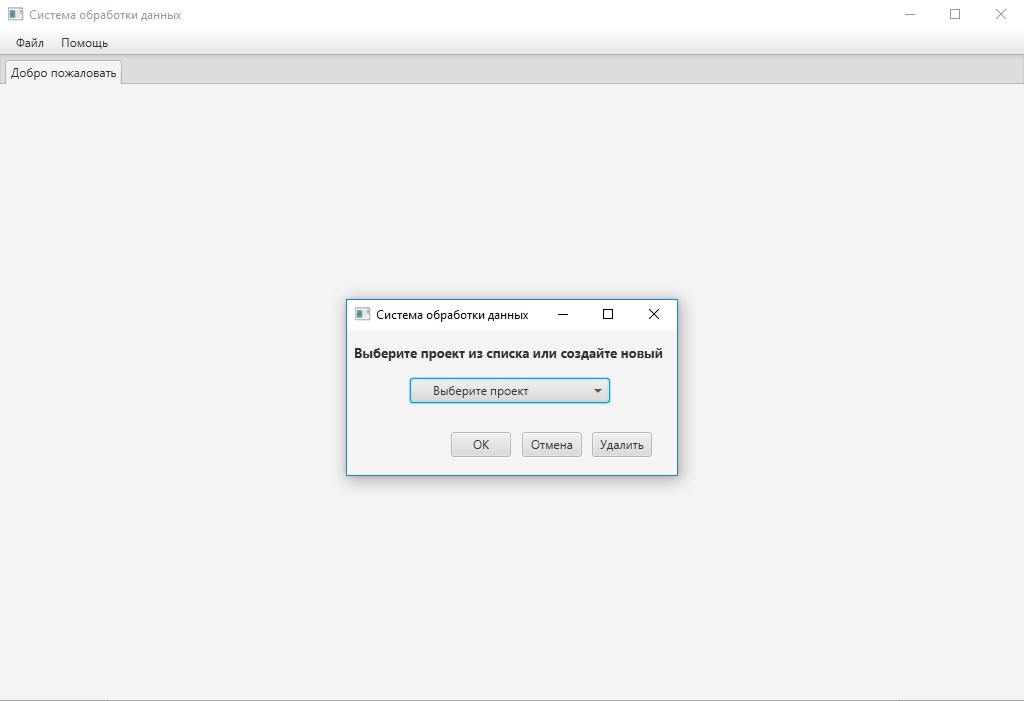 Система обработки данных
Файл Помощь
Добро пожаловать
Система обработки данных
Выберите проект из списка или создайте новый
Выберите проект
ОК Отмена Удалить